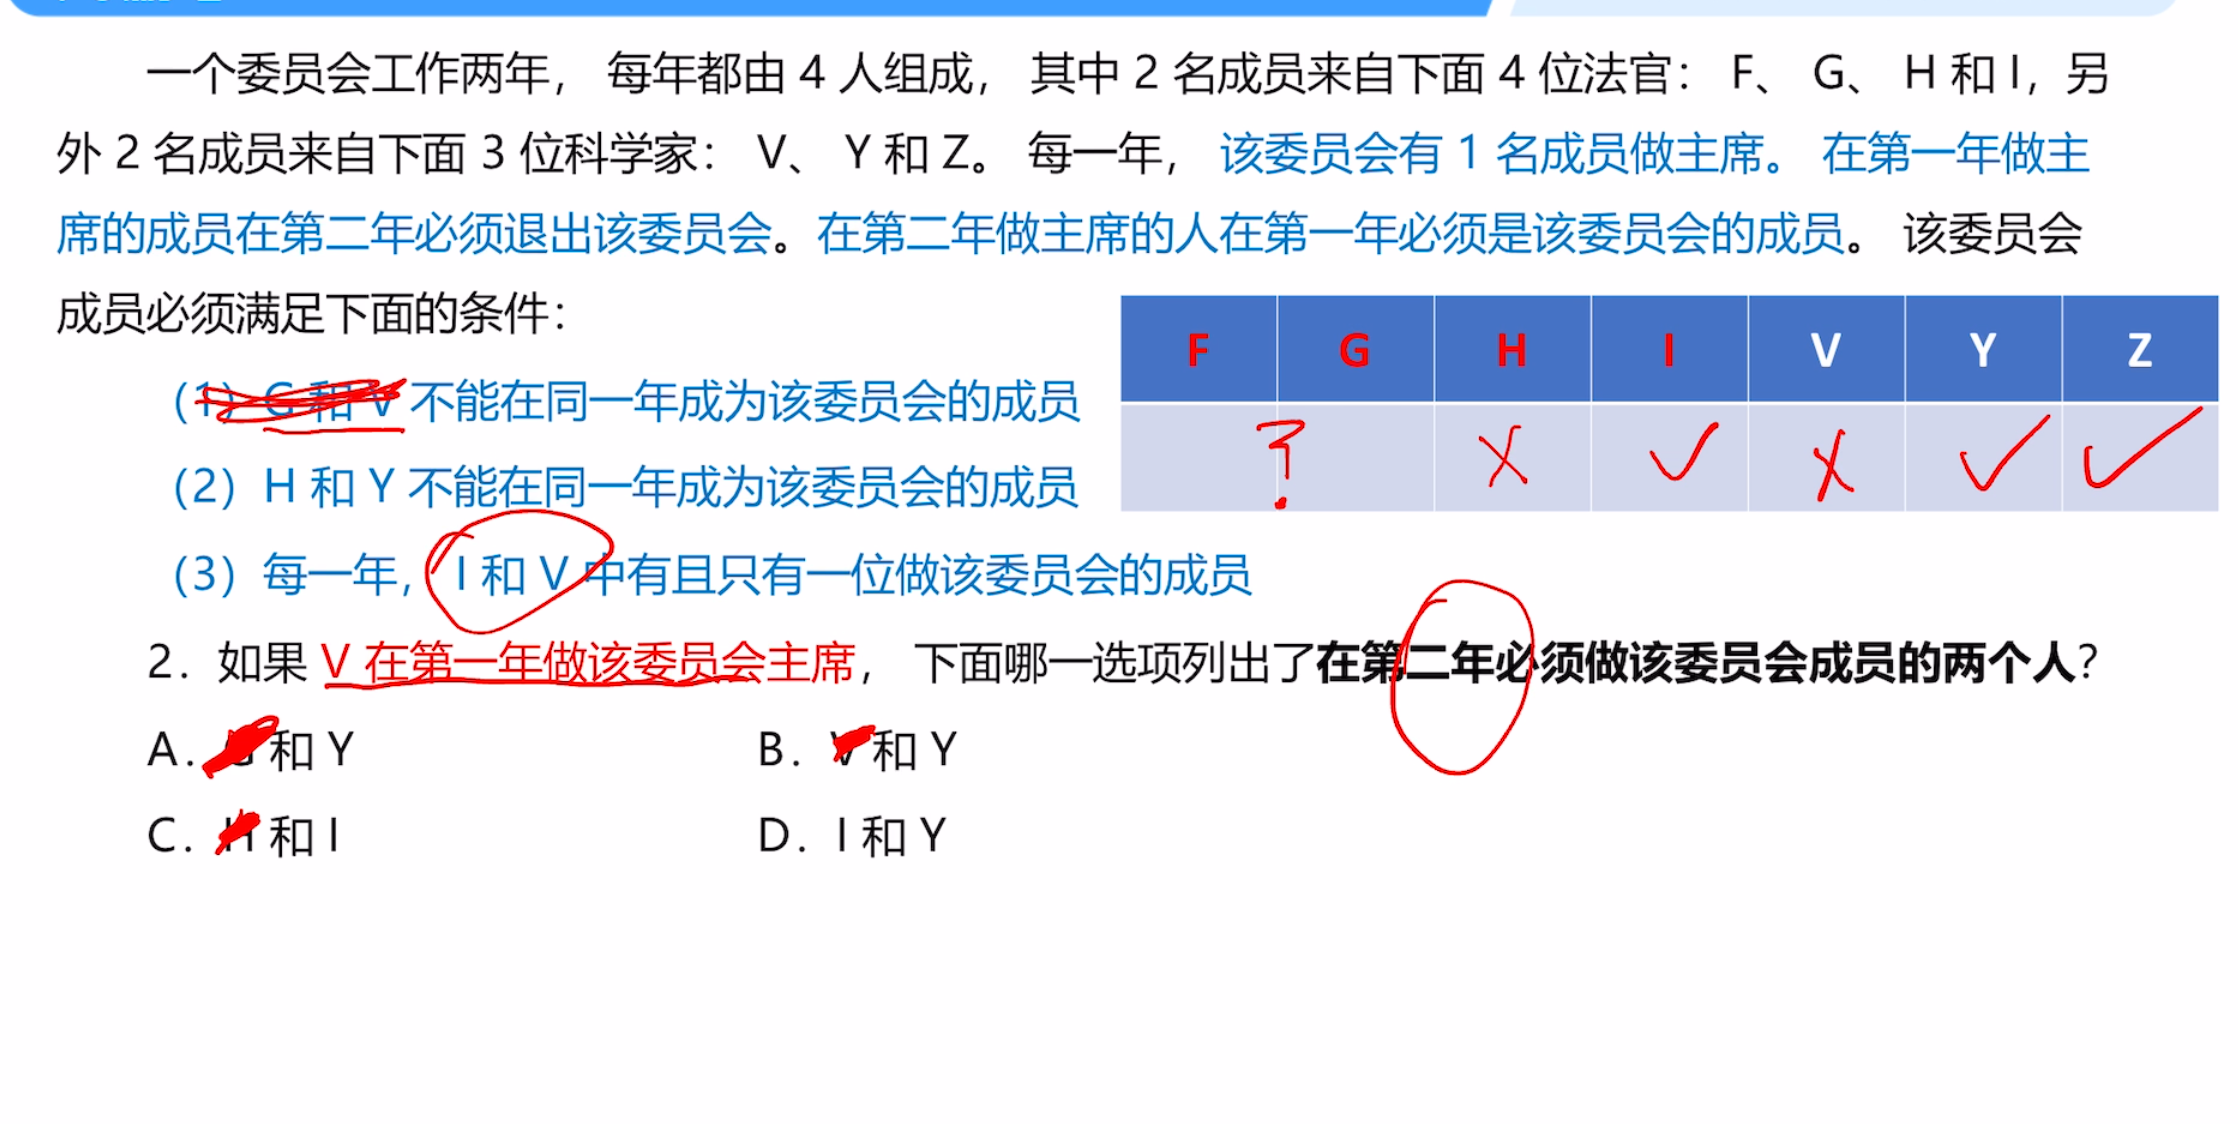 一个委员会工作两年， 每年都由 4 人组成， 其中 2 名成员来自下面 4 位法官： F、 G、 H 和 I，另
外 2 名成员来自下面 3 位科学家： V、 Y 和 Z。 每一年， 该委员会有 1 名成员做主席。 在第一年做主
席的成员在第二年必须退出该委员会。在第二年做主席的人在第一年必须是该委员会的成员。 该委员会
成员必须满足下面的条件：
F G H I V Y Z
?
（1）G 和 V 不能在同一年成为该委员会的成员
（2）H 和 Y 不能在同一年成为该委员会的成员
（3）每一年， I 和 V 中有且只有一位做该委员会的成员
2．如果 V 在第一年做该委员会主席， 下面哪一选项列出了在第二年必须做该委员会成员的两个人？
A．G 和 Y B．V 和 Y
C．H 和 I D．I 和 Y